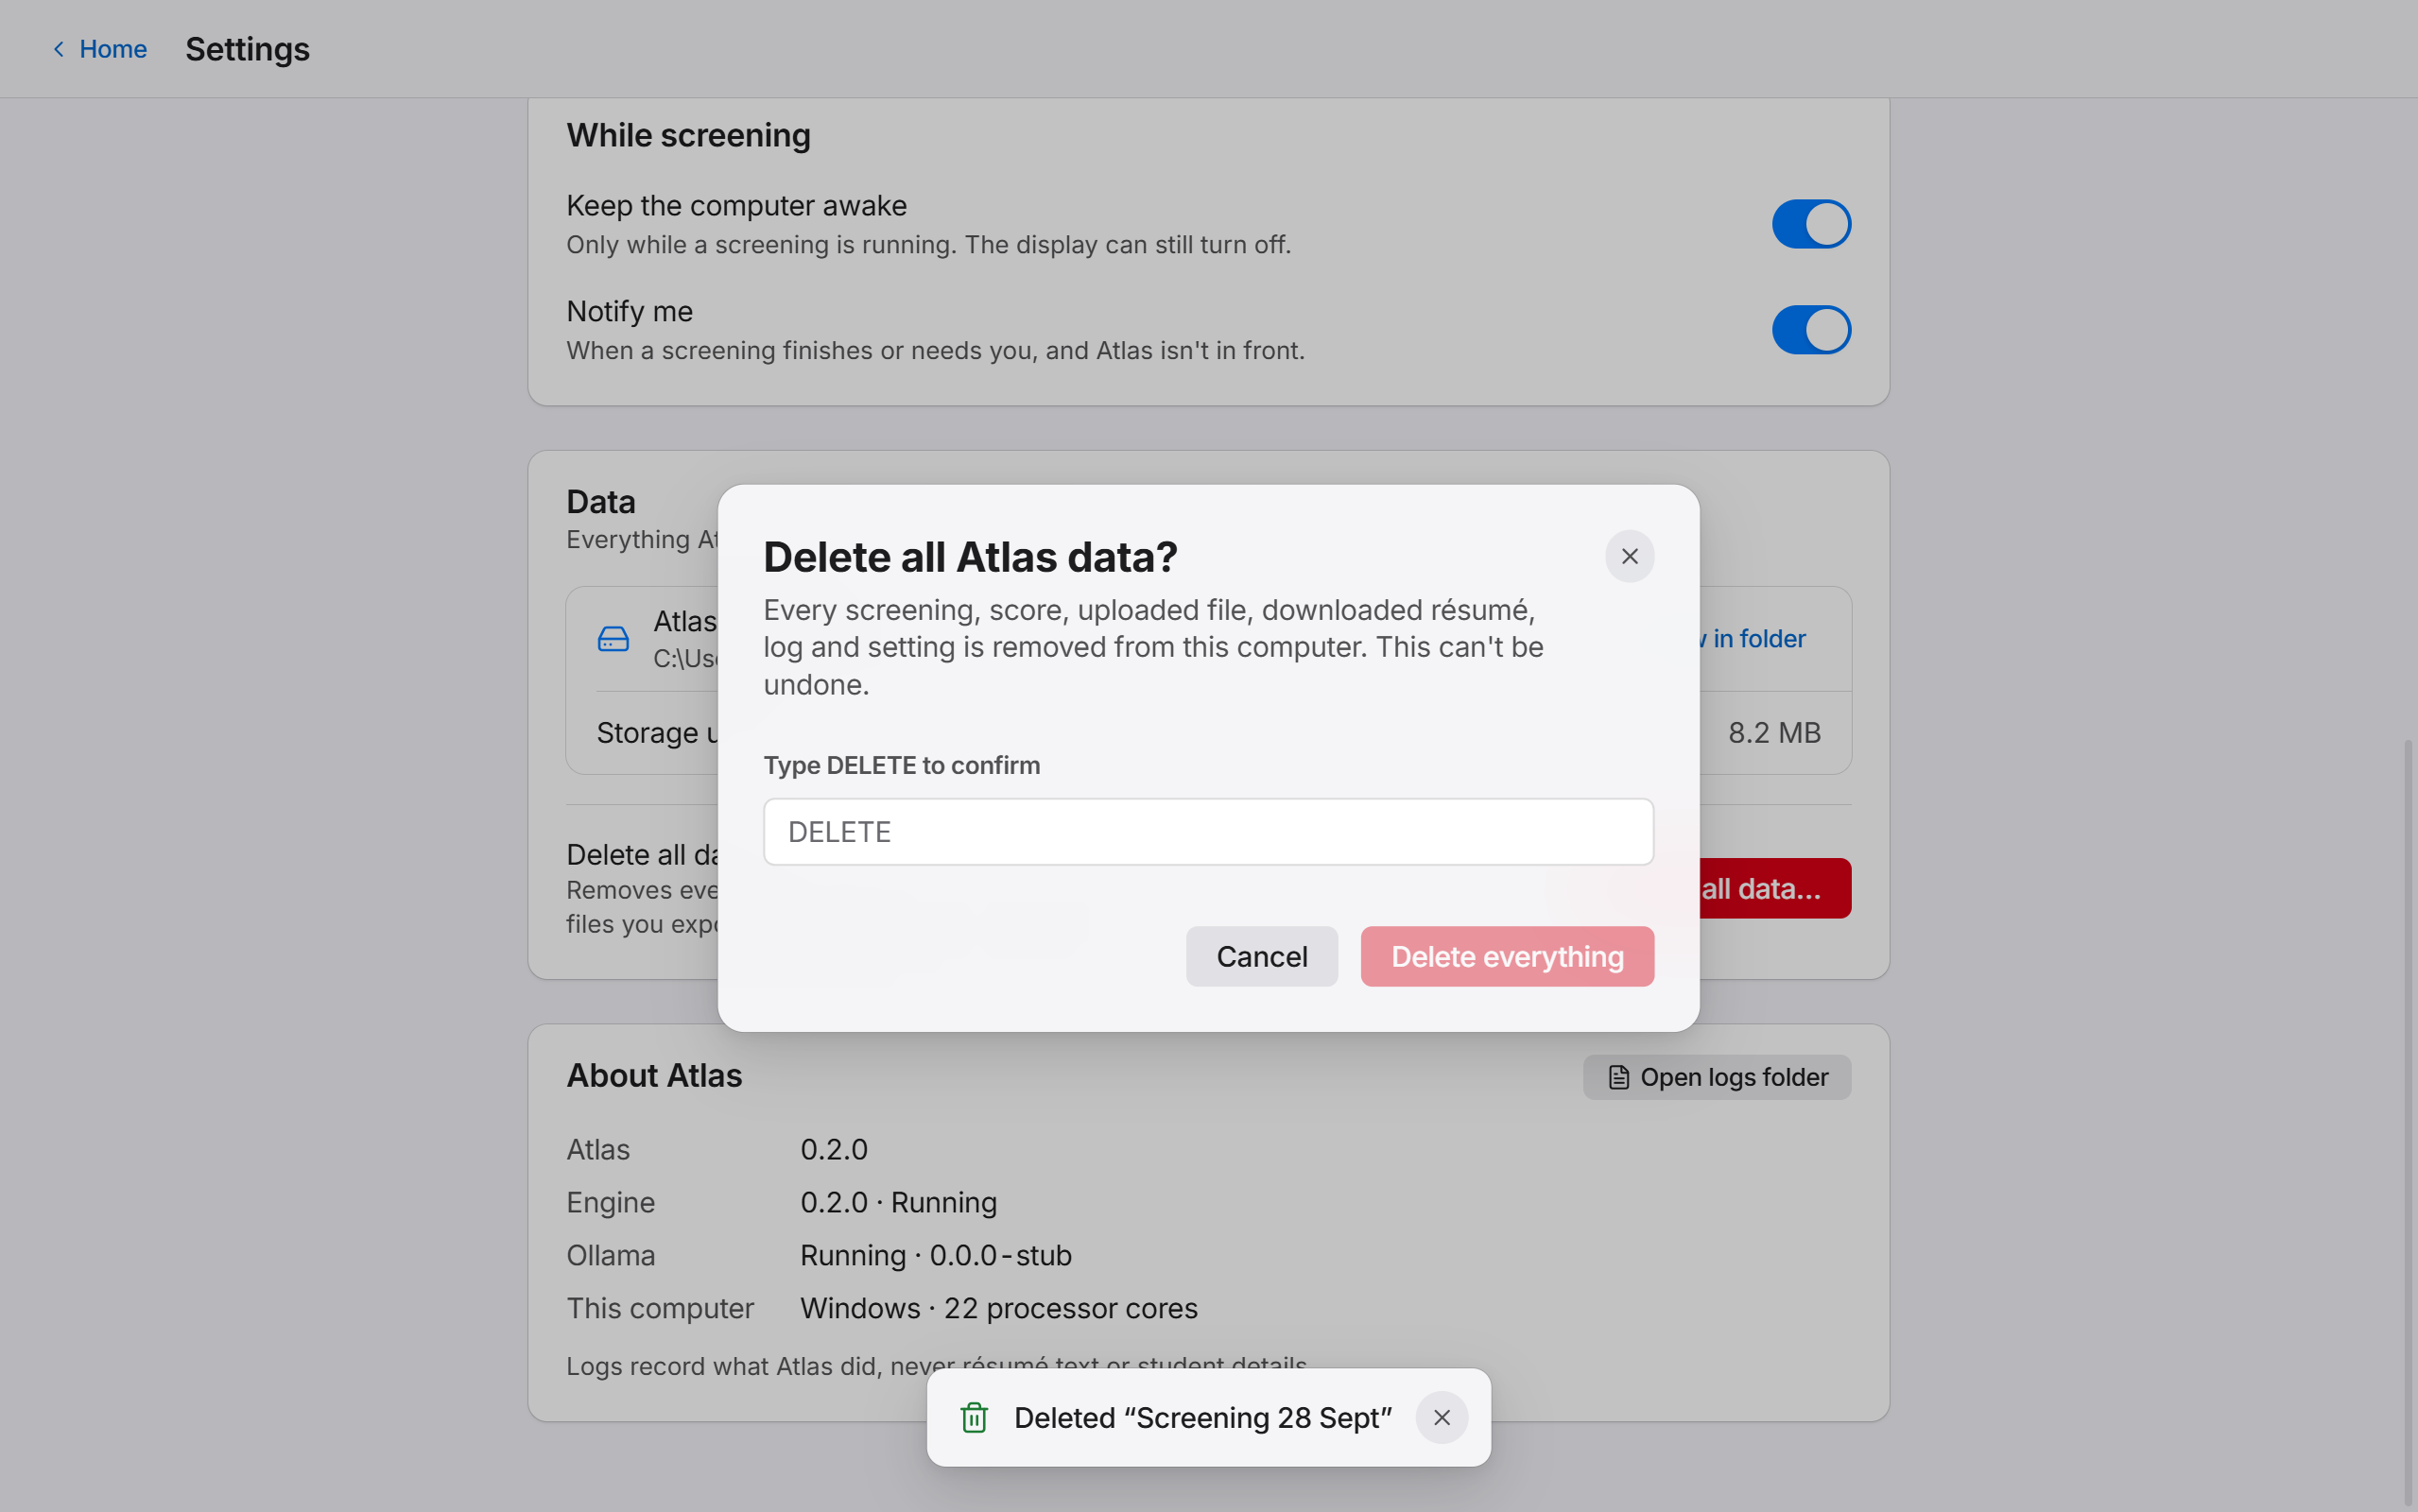 Home
Settings
While screening
Keep the computer awake
Only while a screening is running. The display can still turn off.
Notify me
When a screening finishes or needs you, and Atlas isn't in front.
Data
Everything
Atlas
C:\
in folder
Storage
8.2 MB
Delete all
Removes
files you
all data...
Delete all Atlas data?
Every screening, score, uploaded file, downloaded résumé,
log and setting is removed from this computer. This can't be
undone.
Type DELETE to confirm
DELETE
Cancel
Delete everything
About Atlas
Open logs folder
Atlas 0.2.0
Engine 0.2.0 · Running
Ollama Running · 0.0.0-stub
This computer Windows · 22 processor cores
Logs record what Atlas did, never résumé text or student details
Deleted “Screening 28 Sept”